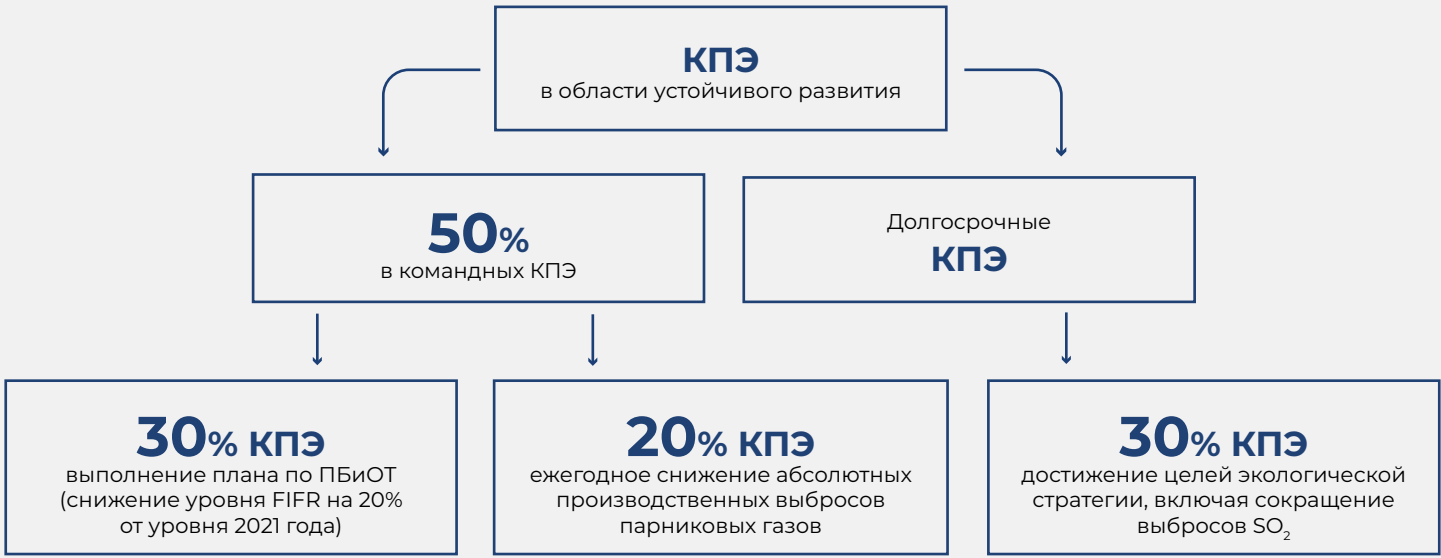 КПЭ
в области устойчивого развития
50%
в командных КПЭ
Долгосрочные
КПЭ
30% КПЭ
выполнение плана по ПБиОТ
(снижение уровня FIFR на 20%
от уровня 2021 года)
20% КПЭ
ежегодное снижение абсолютных
производственных выбросов
парниковых газов
30% КПЭ
достижение целей экологической
стратегии, включая сокращение
выбросов SO₂